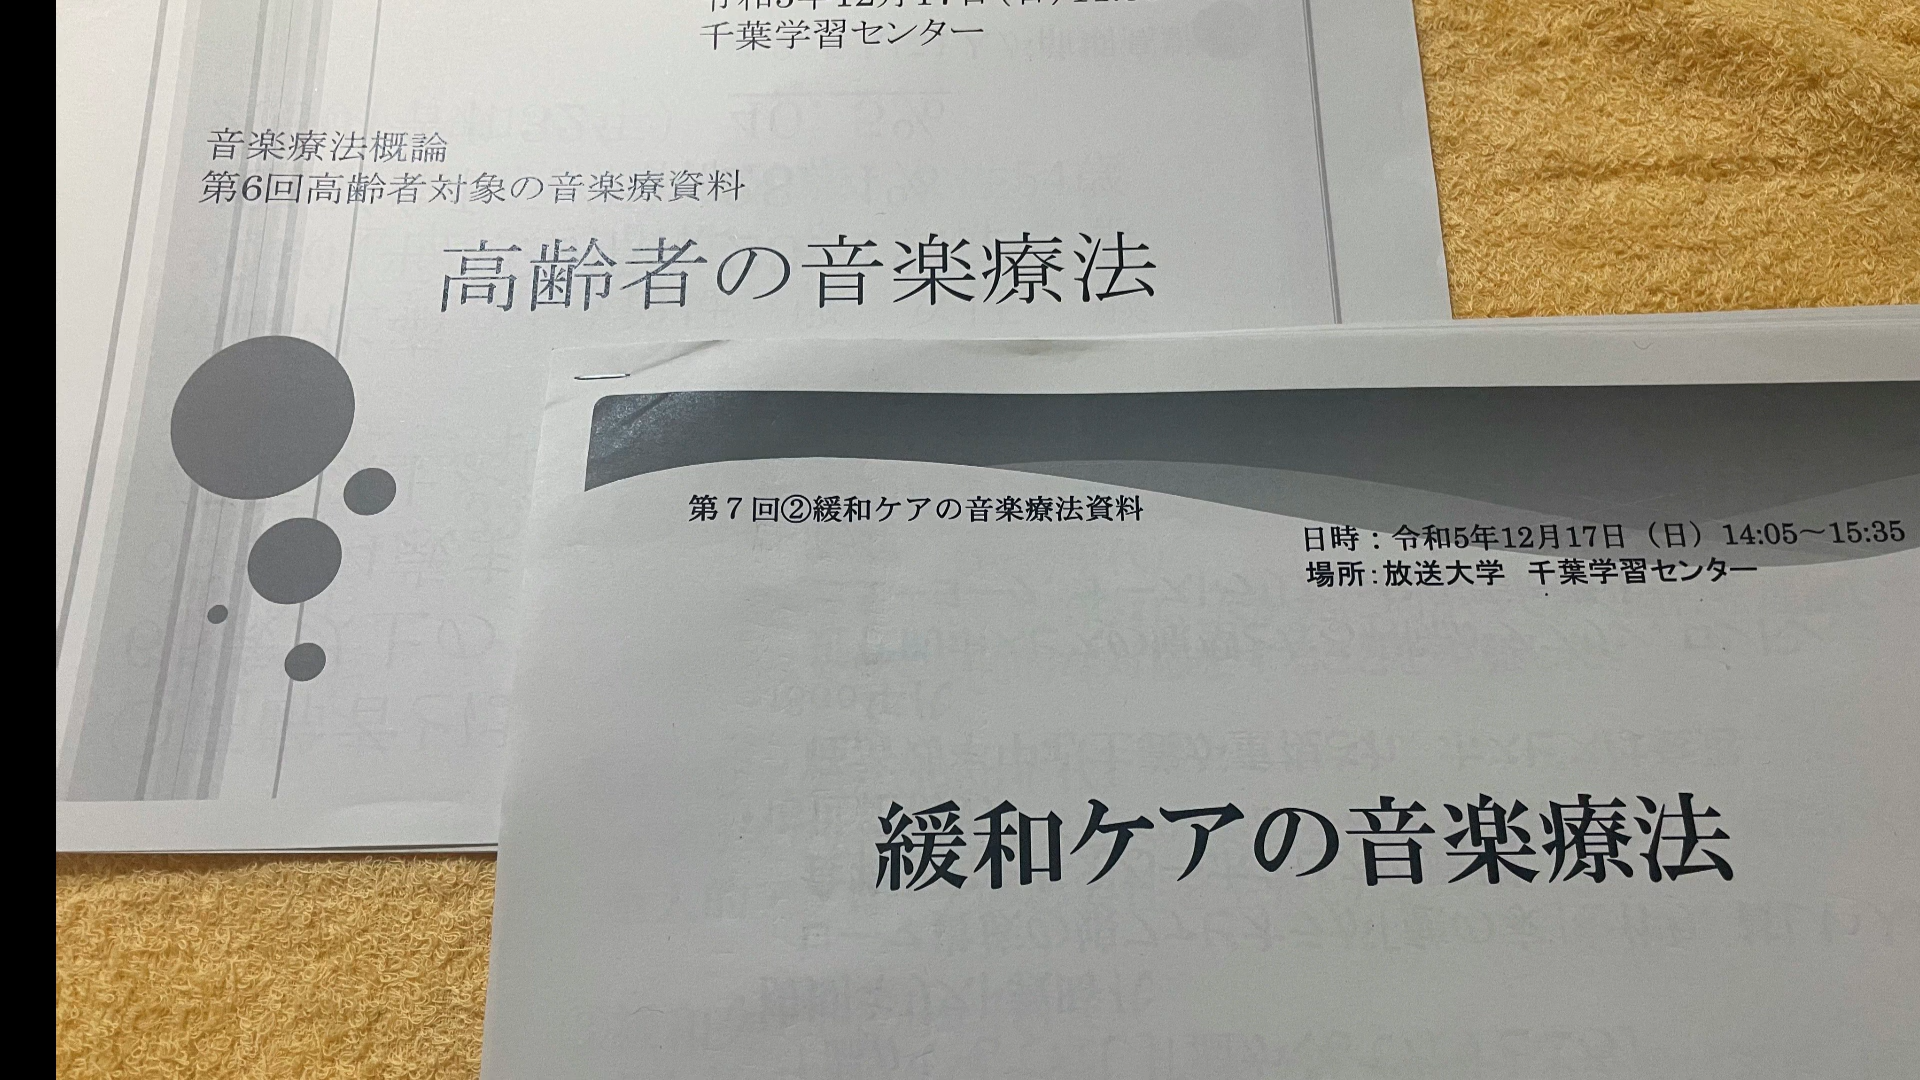 千葉学習センター
音楽療法概論
第6回高齢者対象の音楽療資料
高齢者の音楽療法
第７回②緩和ケアの音楽療法資料
日時：令和5年12月17日（日）14:05～15:35
場所：放送大学　千葉学習センター
緩和ケアの音楽療法